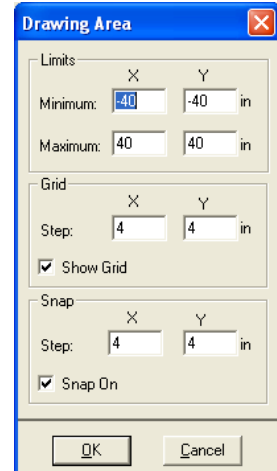 Drawing Area
Limits
X Y
Minimum: -40 -40 in
Maximum: 40 40 in
Grid
X Y
Step: 4 4 in
Show Grid
Snap
X Y
Step: 4 4 in
Snap On
OK Cancel